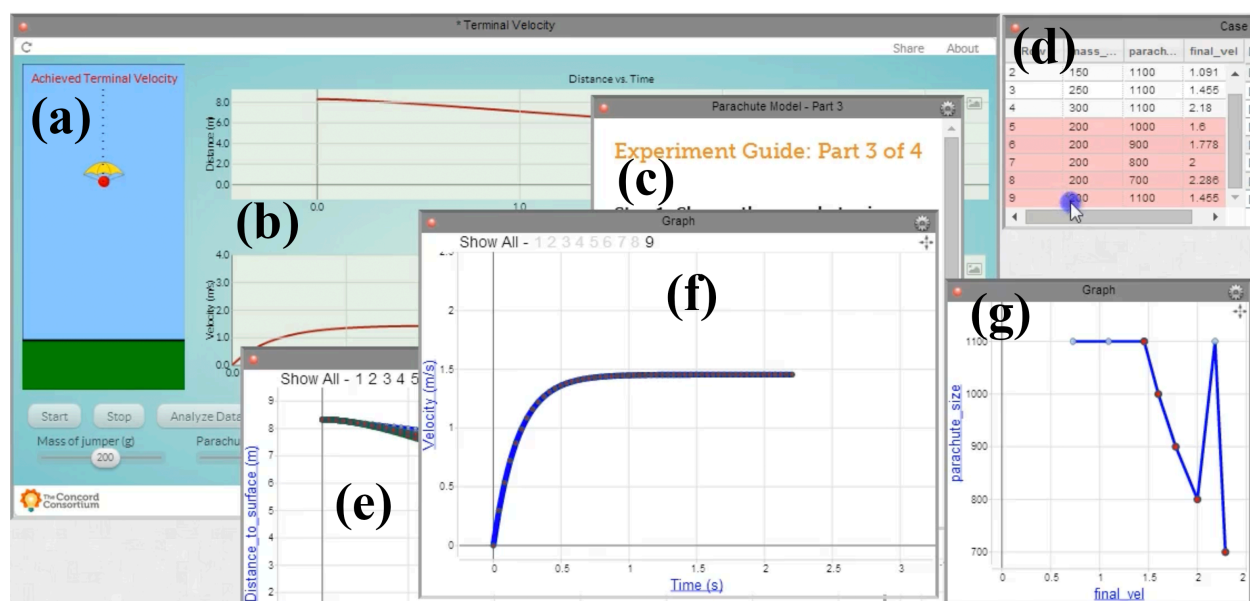 * Terminal Velocity
Share About
Achieved Terminal Velocity
(a)
Distance vs. Time
Distance (m)
8.0
6.0
4.0
2.0
0.0
0.0
1.0
(b)
Velocity (m/s)
4.0
3.0
2.0
1.0
0.0
0.0
Start Stop Analyze Data
Mass of jumper (g)
200
The Concord
Consortium
Parachute Model - Part 3
Experiment Guide: Part 3 of 4
(c)
Case
(d)
mass_... parach... final_vel
2 150 1100 1.091
3 250 1100 1.455
4 300 1100 2.18
5 200 1000 1.6
6 200 900 1.778
7 200 800 2
8 200 700 2.286
9 1100 1.455
Show All - 1 2 3 4 5
Distance_to_surface (m)
9
8
7
6
5
4
3
2
(e)
Graph
Show All - 1 2 3 4 5 6 7 8 9
(f)
Velocity (m/s)
2
1.5
1
0.5
0
0 0.5 1 1.5 2 2.5 3
Time (s)
Graph
(g)
parachute_size
1100
1000
900
800
700
0 0.5 1 1.5 2
final_vel